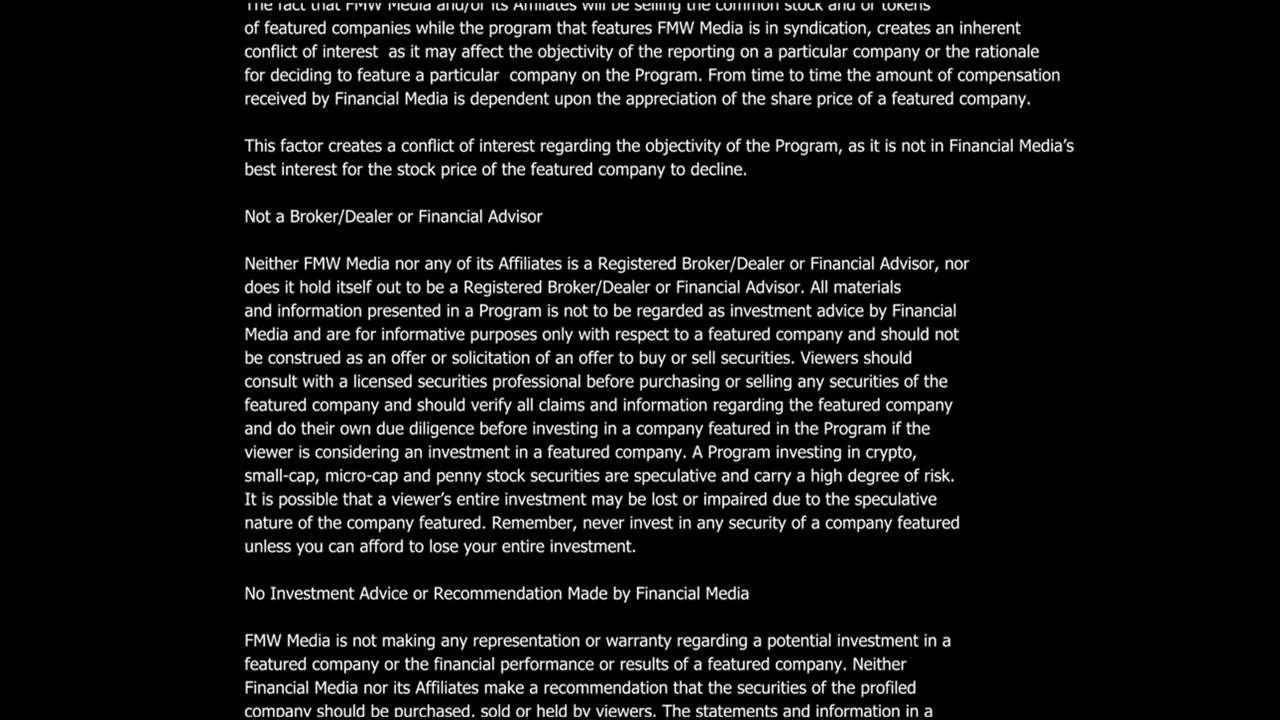 The fact that FMW Media and/or its Affiliates will be selling the common stock and or tokens
of featured companies while the program that features FMW Media is in syndication, creates an inherent
conflict of interest  as it may affect the objectivity of the reporting on a particular company or the rationale
for deciding to feature a particular  company on the Program. From time to time the amount of compensation
received by Financial Media is dependent upon the appreciation of the share price of a featured company.
This factor creates a conflict of interest regarding the objectivity of the Program, as it is not in Financial Media’s
best interest for the stock price of the featured company to decline.
Not a Broker/Dealer or Financial Advisor
Neither FMW Media nor any of its Affiliates is a Registered Broker/Dealer or Financial Advisor, nor
does it hold itself out to be a Registered Broker/Dealer or Financial Advisor. All materials
and information presented in a Program is not to be regarded as investment advice by Financial
Media and are for informative purposes only with respect to a featured company and should not
be construed as an offer or solicitation of an offer to buy or sell securities. Viewers should
consult with a licensed securities professional before purchasing or selling any securities of the
featured company and should verify all claims and information regarding the featured company
and do their own due diligence before investing in a company featured in the Program if the
viewer is considering an investment in a featured company. A Program investing in crypto,
small-cap, micro-cap and penny stock securities are speculative and carry a high degree of risk.
It is possible that a viewer’s entire investment may be lost or impaired due to the speculative
nature of the company featured. Remember, never invest in any security of a company featured
unless you can afford to lose your entire investment.
No Investment Advice or Recommendation Made by Financial Media
FMW Media is not making any representation or warranty regarding a potential investment in a
featured company or the financial performance or results of a featured company. Neither
Financial Media nor its Affiliates make a recommendation that the securities of the profiled
company should be purchased, sold or held by viewers. The statements and information in a